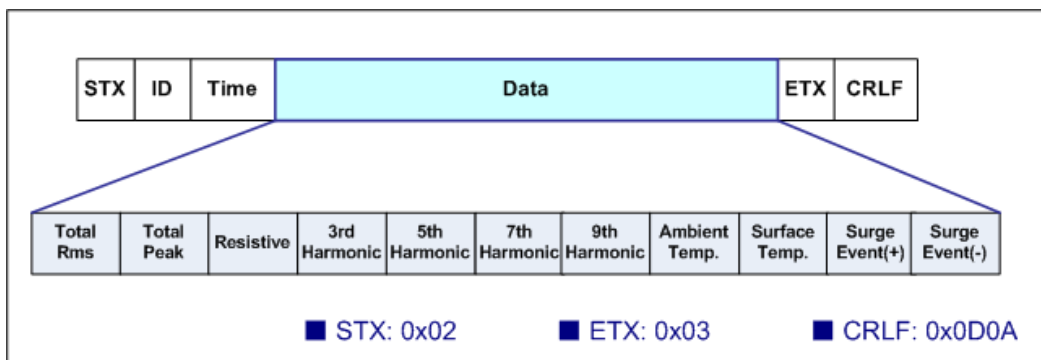 STX ID Time Data ETX CRLF
Total Rms
Total Peak
Resistive
3rd Harmonic
5th Harmonic
7th Harmonic
9th Harmonic
Ambient Temp.
Surface Temp.
Surge Event(+)
Surge Event(-)
STX: 0x02 ETX: 0x03 CRLF: 0x0D0A